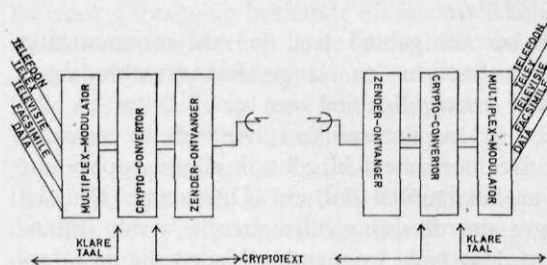 TELEFOON
TELEX
TELEVISIE
FACSIMILE
DATA
MULTIPLEX-MODULATOR
CRYPTO-CONVERTOR
ZENDER-ONTVANGER
ZENDER-ONTVANGER
CRYPTO-CONVERTOR
MULTIPLEX-MODULATOR
TELEFOON
TELEX
TELEVISIE
FACSIMILE
DATA
KLARE
TAAL
CRYPTOTEXT
KLARE
TAAL